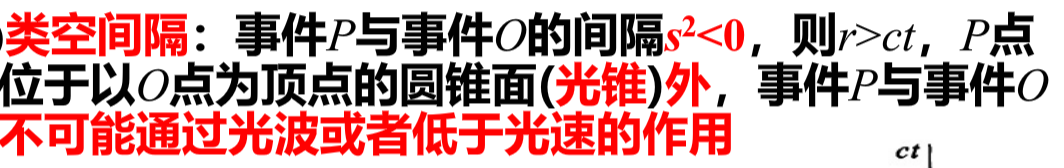 )类空间隔：事件P与事件O的间隔s²<0，则r>ct，P点
位于以O点为顶点的圆锥面(光锥)外，事件P与事件O
不可能通过光波或者低于光速的作用
ct